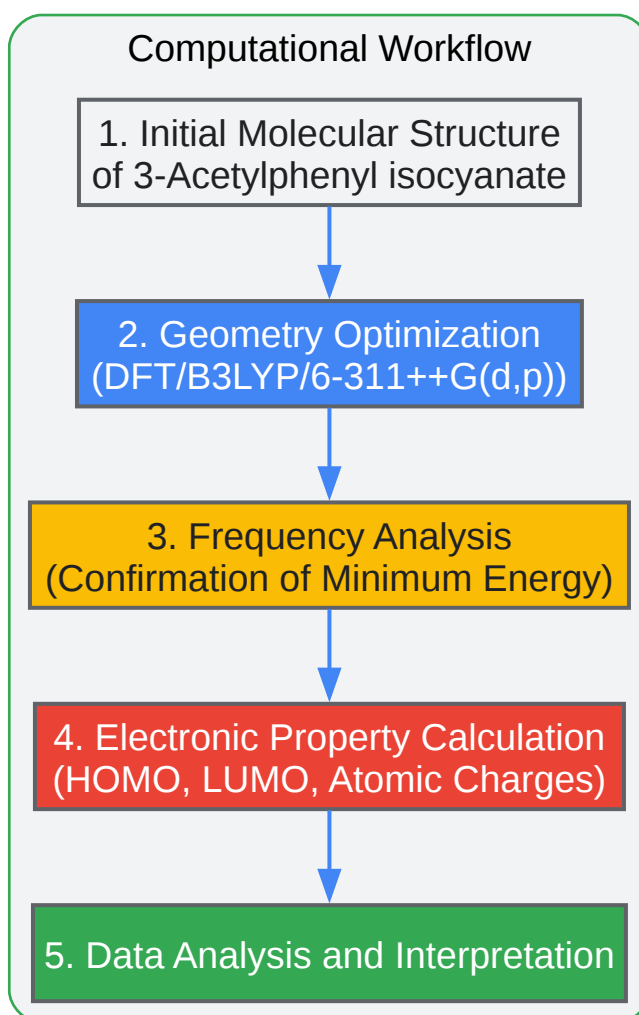 Computational Workflow
1. Initial Molecular Structure
of 3-Acetylphenyl isocyanate
2. Geometry Optimization
(DFT/B3LYP/6-311++G(d,p))
3. Frequency Analysis
(Confirmation of Minimum Energy)
4. Electronic Property Calculation
(HOMO, LUMO, Atomic Charges)
5. Data Analysis and Interpretation